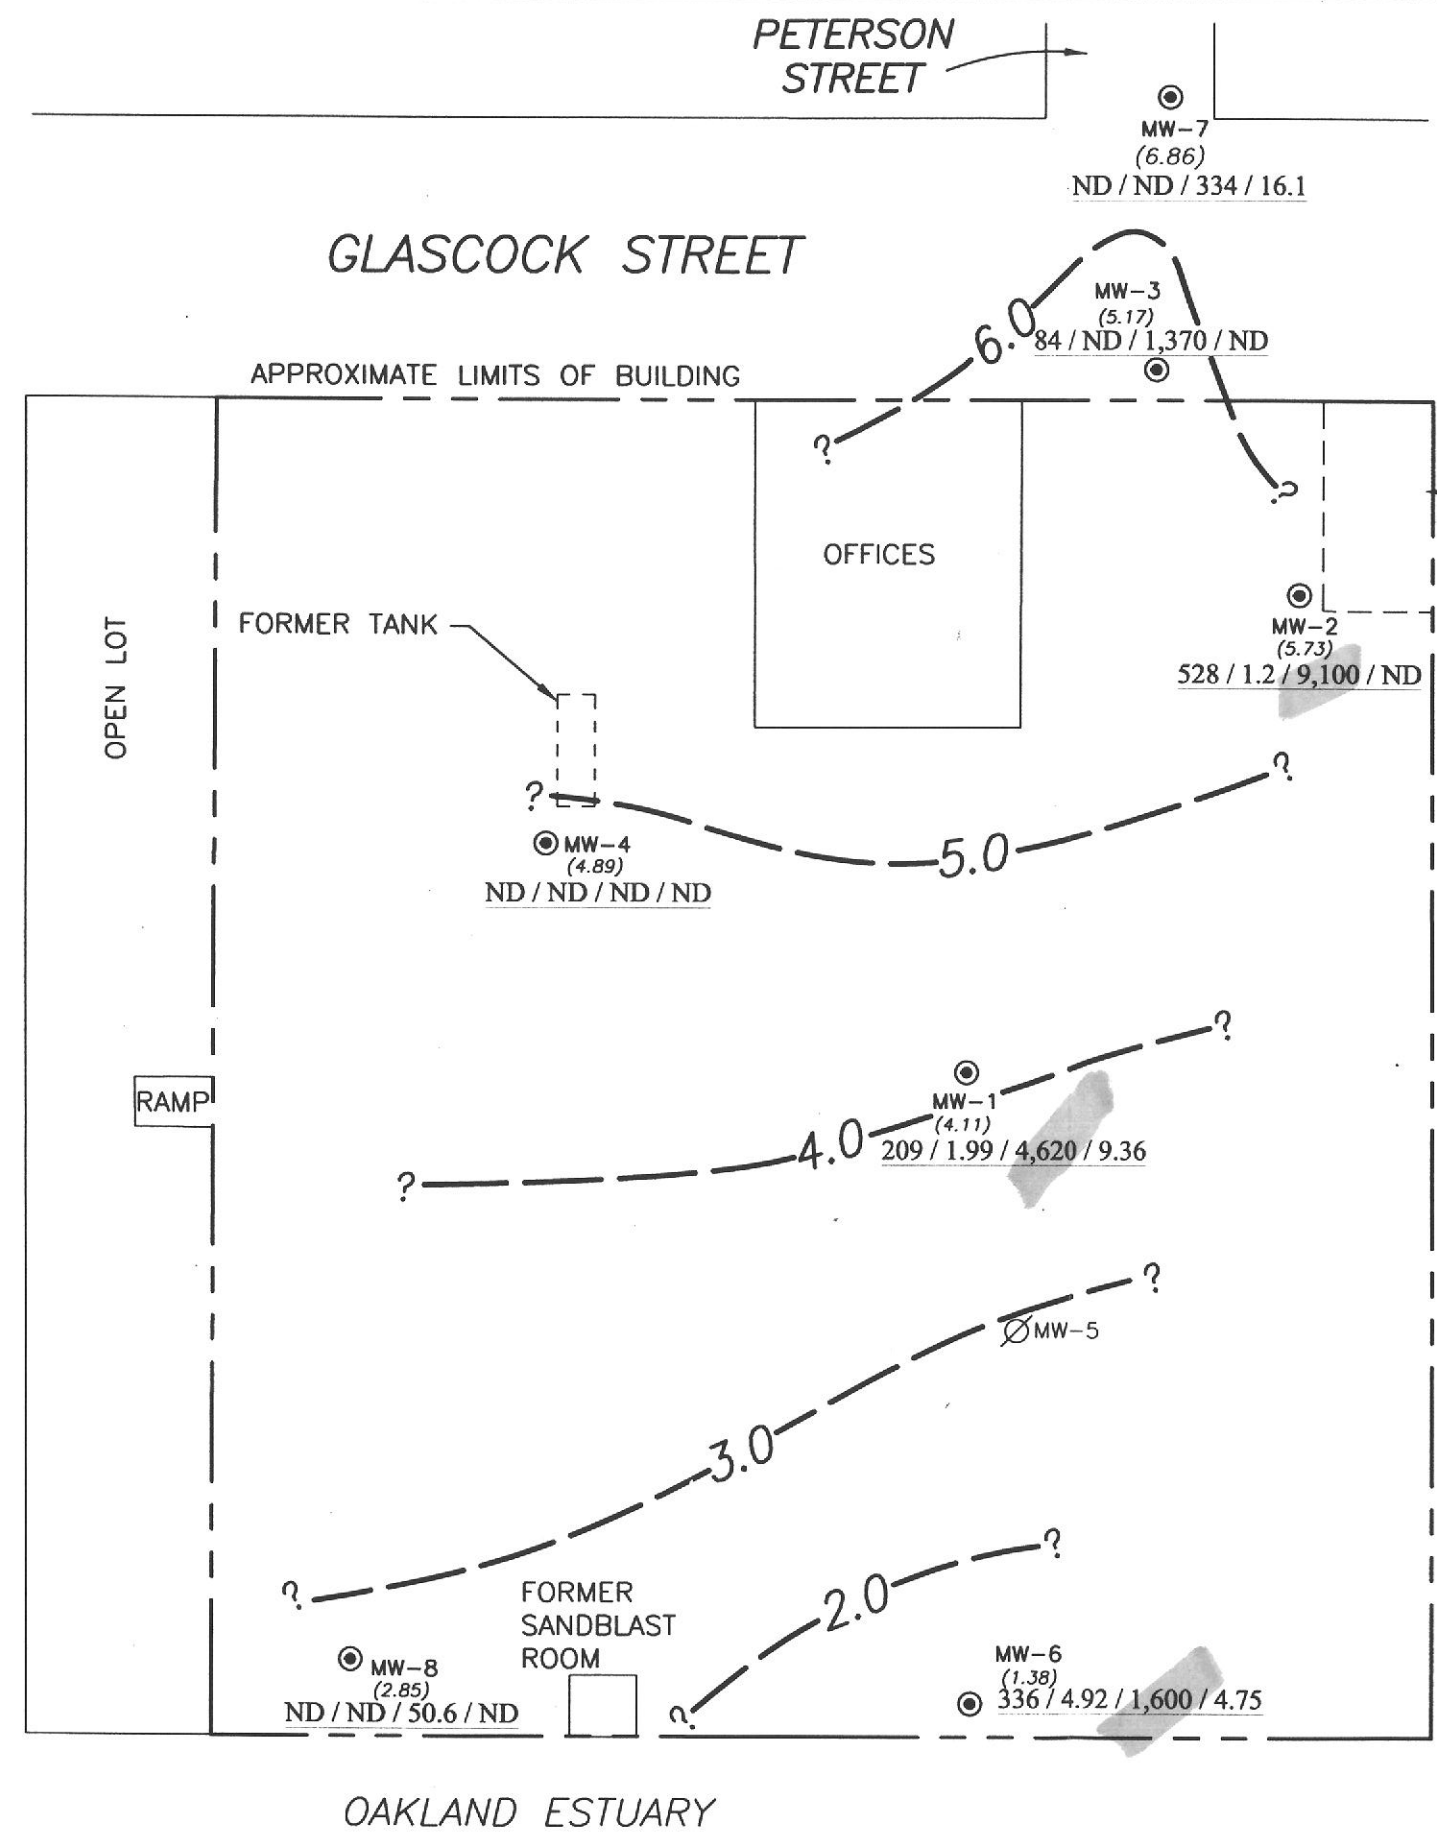 PETERSON
STREET
MW-7
(6.86)
ND / ND / 334 / 16.1
GLASCOCK STREET
MW-3
(5.17)
84 / ND / 1,370 / ND
6.0
APPROXIMATE LIMITS OF BUILDING
?
?
OFFICES
FORMER TANK
OPEN LOT
MW-2
(5.73)
528 / 1.2 / 9,100 / ND
?
?
5.0
MW-4
(4.89)
ND / ND / ND / ND
?
RAMP
MW-1
(4.11)
209 / 1.99 / 4,620 / 9.36
4.0
?
?
MW-5
3.0
?
?
2.0
FORMER
SANDBLAST
ROOM
MW-8
(2.85)
ND / ND / 50.6 / ND
?
MW-6
(1.38)
336 / 4.92 / 1,600 / 4.75
OAKLAND ESTUARY